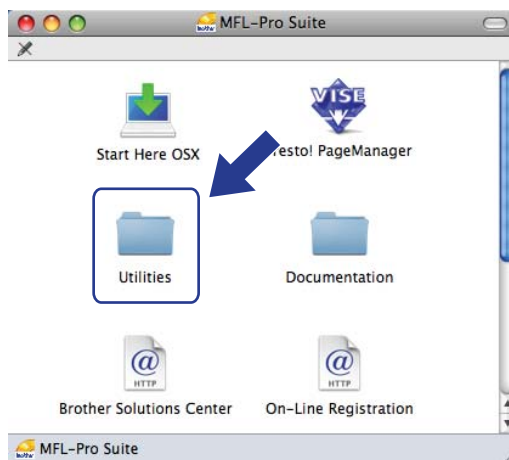 MFL-Pro Suite
VISE
Start Here OSX
resto! PageManager
Utilities
Documentation
@
HTTP
@
HTTP
Brother Solutions Center
On-Line Registration
MFL-Pro Suite